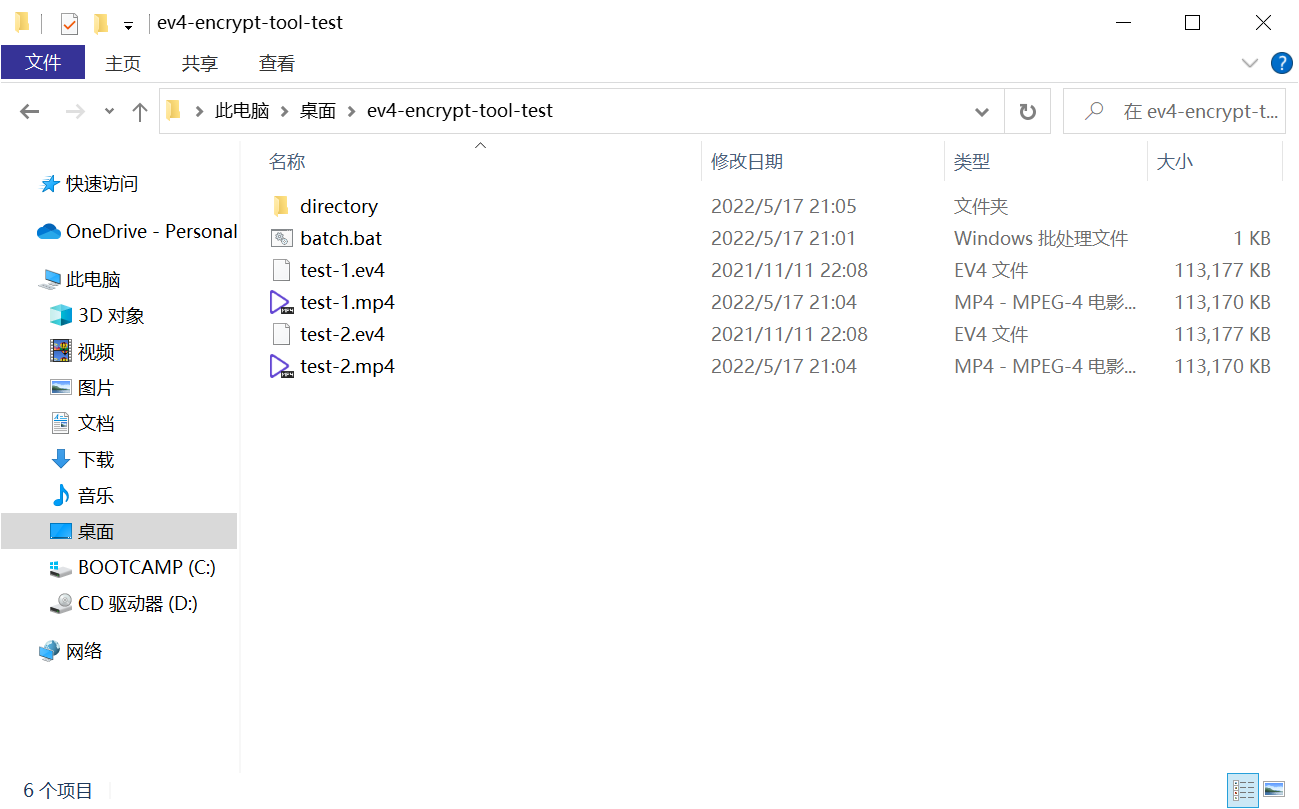 ev4-encrypt-tool-test
文件 主页 共享 查看
此电脑 桌面 ev4-encrypt-tool-test 在 ev4-encrypt-t...
名称 修改日期 类型 大小
快速访问
OneDrive - Personal
此电脑
3D 对象
视频
图片
文档
下载
音乐
桌面
BOOTCAMP (C:)
CD 驱动器 (D:)
网络
directory 2022/5/17 21:05 文件夹
batch.bat 2022/5/17 21:01 Windows 批处理文件 1 KB
test-1.ev4 2021/11/11 22:08 EV4 文件 113,177 KB
test-1.mp4 2022/5/17 21:04 MP4 - MPEG-4 电影... 113,170 KB
test-2.ev4 2021/11/11 22:08 EV4 文件 113,177 KB
test-2.mp4 2022/5/17 21:04 MP4 - MPEG-4 电影... 113,170 KB
6 个项目